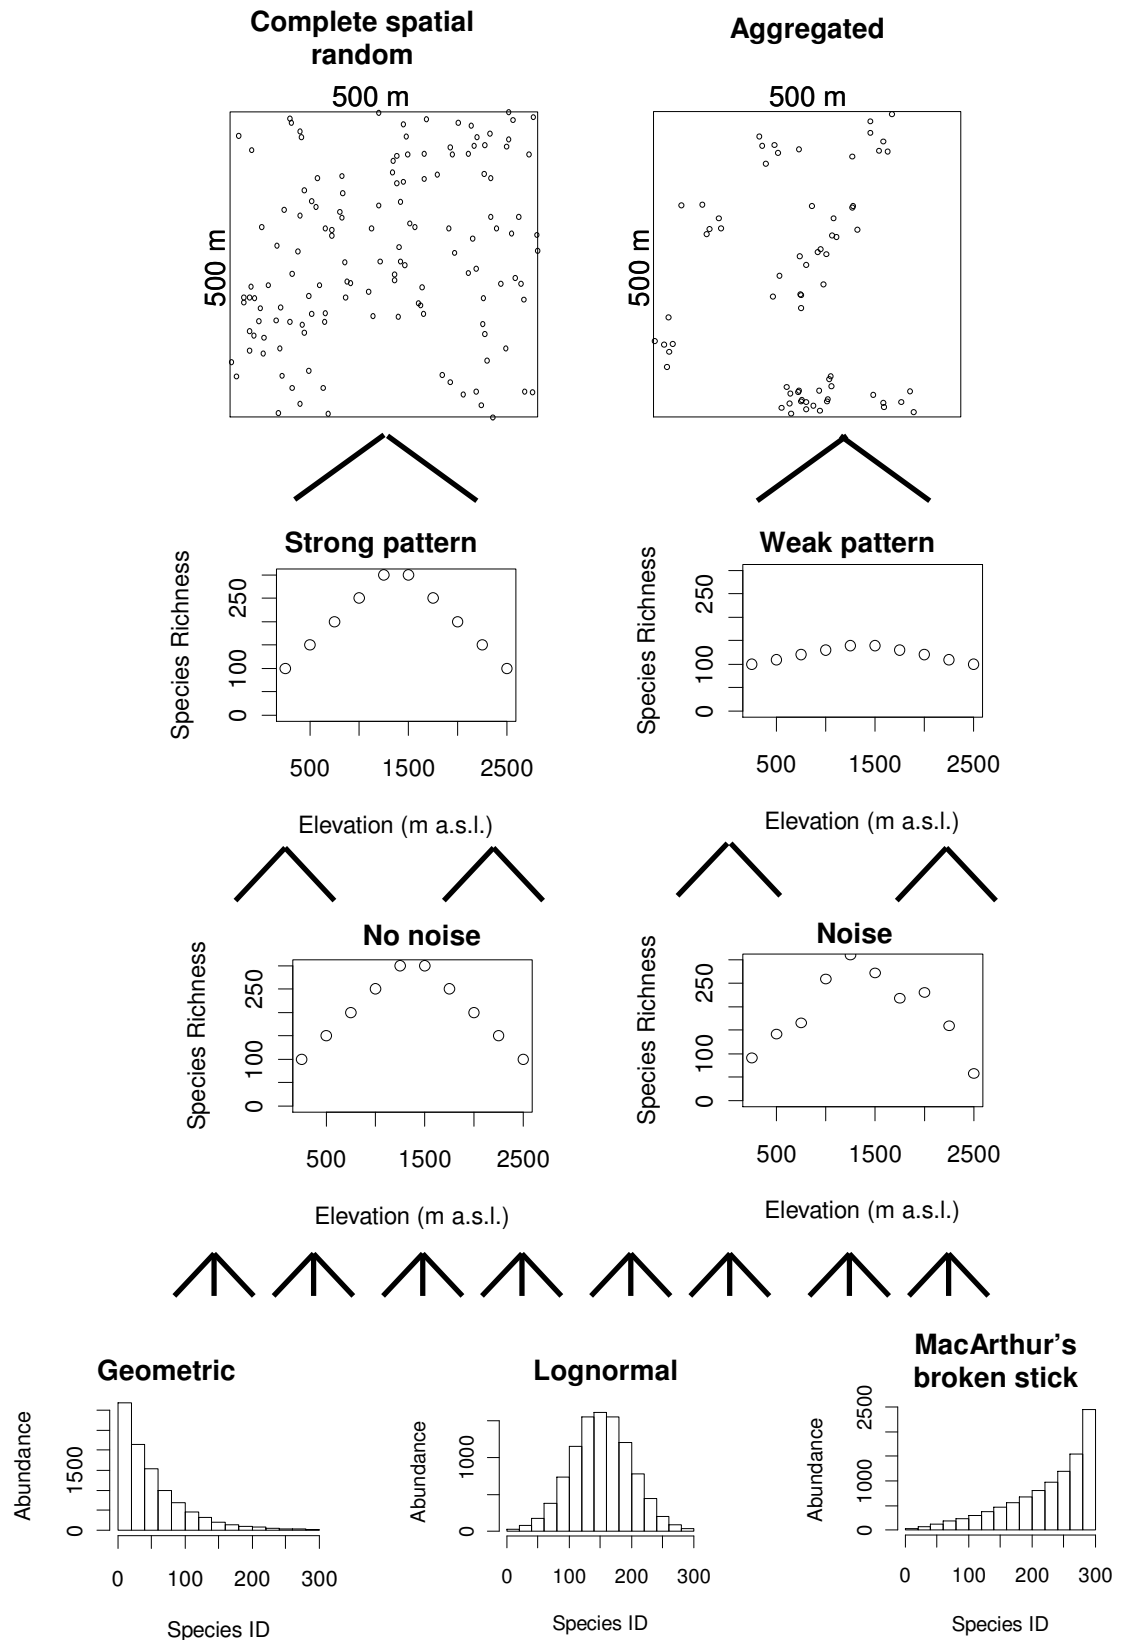 Complete spatial
random
Aggregated
500 m
500 m
500 m
500 m
Strong pattern
Weak pattern
Species Richness
0 100 250
500 1500 2500
Elevation (m a.s.l.)
Species Richness
0 100 250
500 1500 2500
Elevation (m a.s.l.)
No noise
Noise
Species Richness
0 100 250
500 1500 2500
Elevation (m a.s.l.)
Species Richness
0 100 250
500 1500 2500
Elevation (m a.s.l.)
Geometric
Abundance
0 1500
0 100 200 300
Species ID
Lognormal
Abundance
0 1000
0 100 200 300
Species ID
MacArthur's
broken stick
Abundance
0 1000 2500
0 100 200 300
Species ID